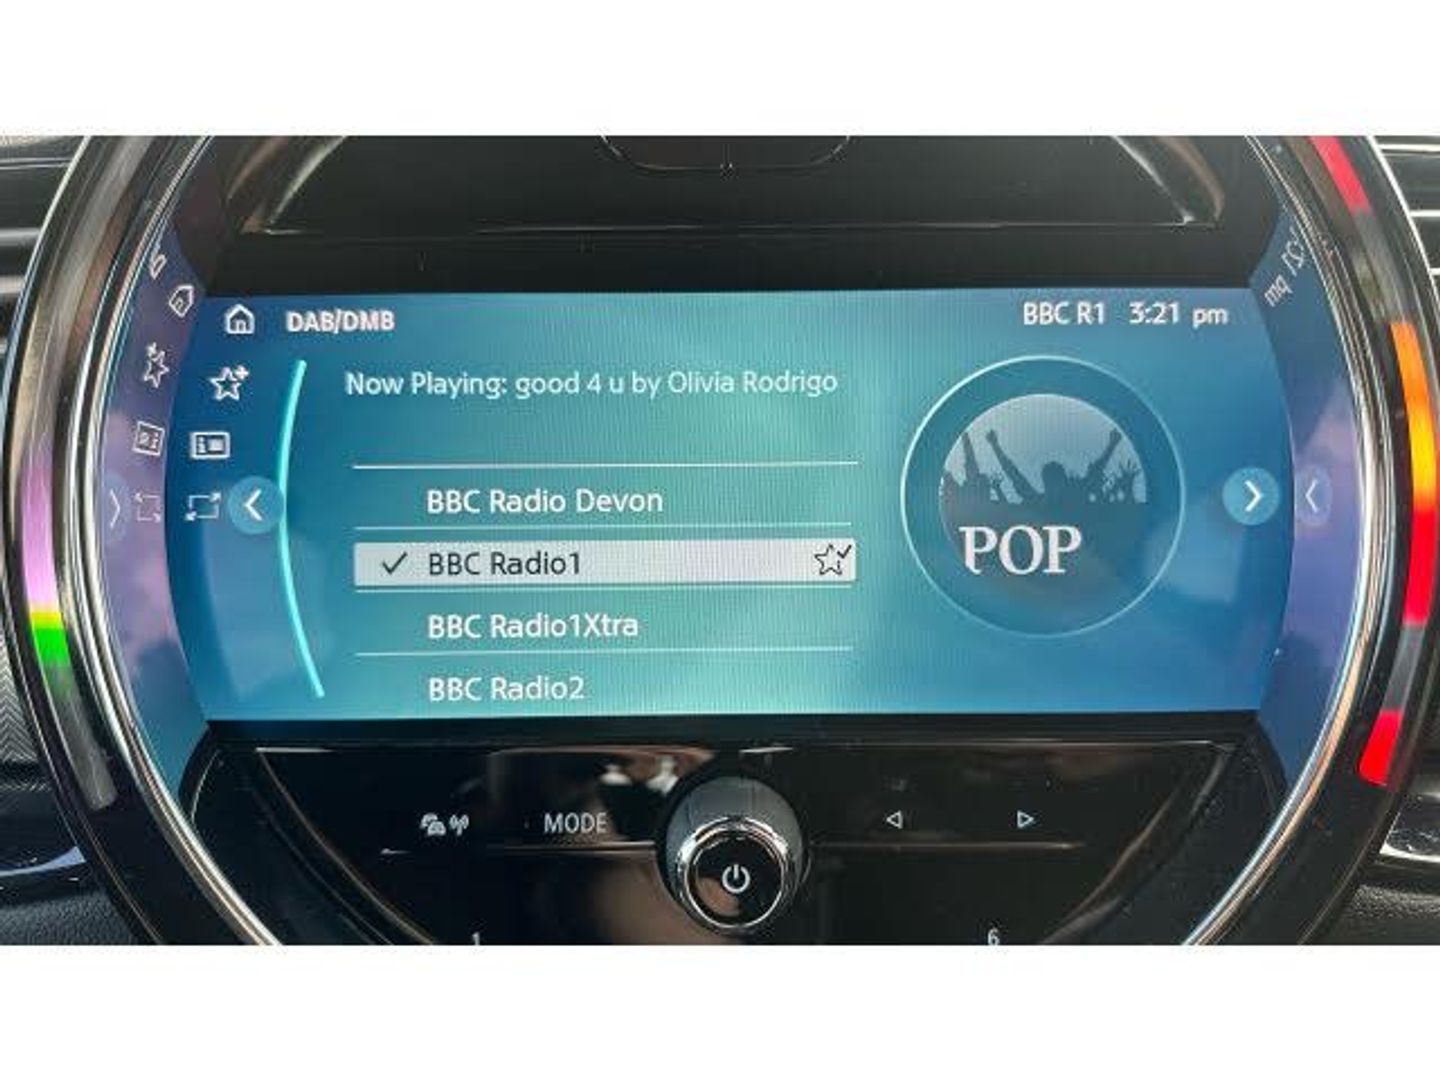 DAB/DMB
BBC R1 3:21 pm
Now Playing: good 4 u by Olivia Rodrigo
BBC Radio Devon
BBC Radio1
BBC Radio1Xtra
BBC Radio2
POP
MODE
1
6